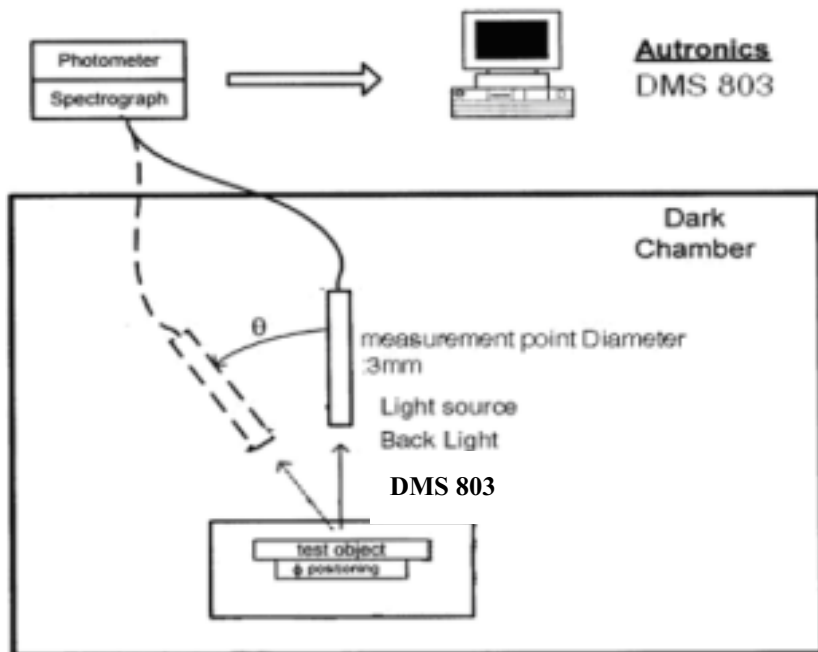 Photometer
Spectrograph
Autronics
DMS 803
Dark
Chamber
θ
measurement point Diameter
:3mm
Light source
Back Light
DMS 803
test object
ϕ positioning